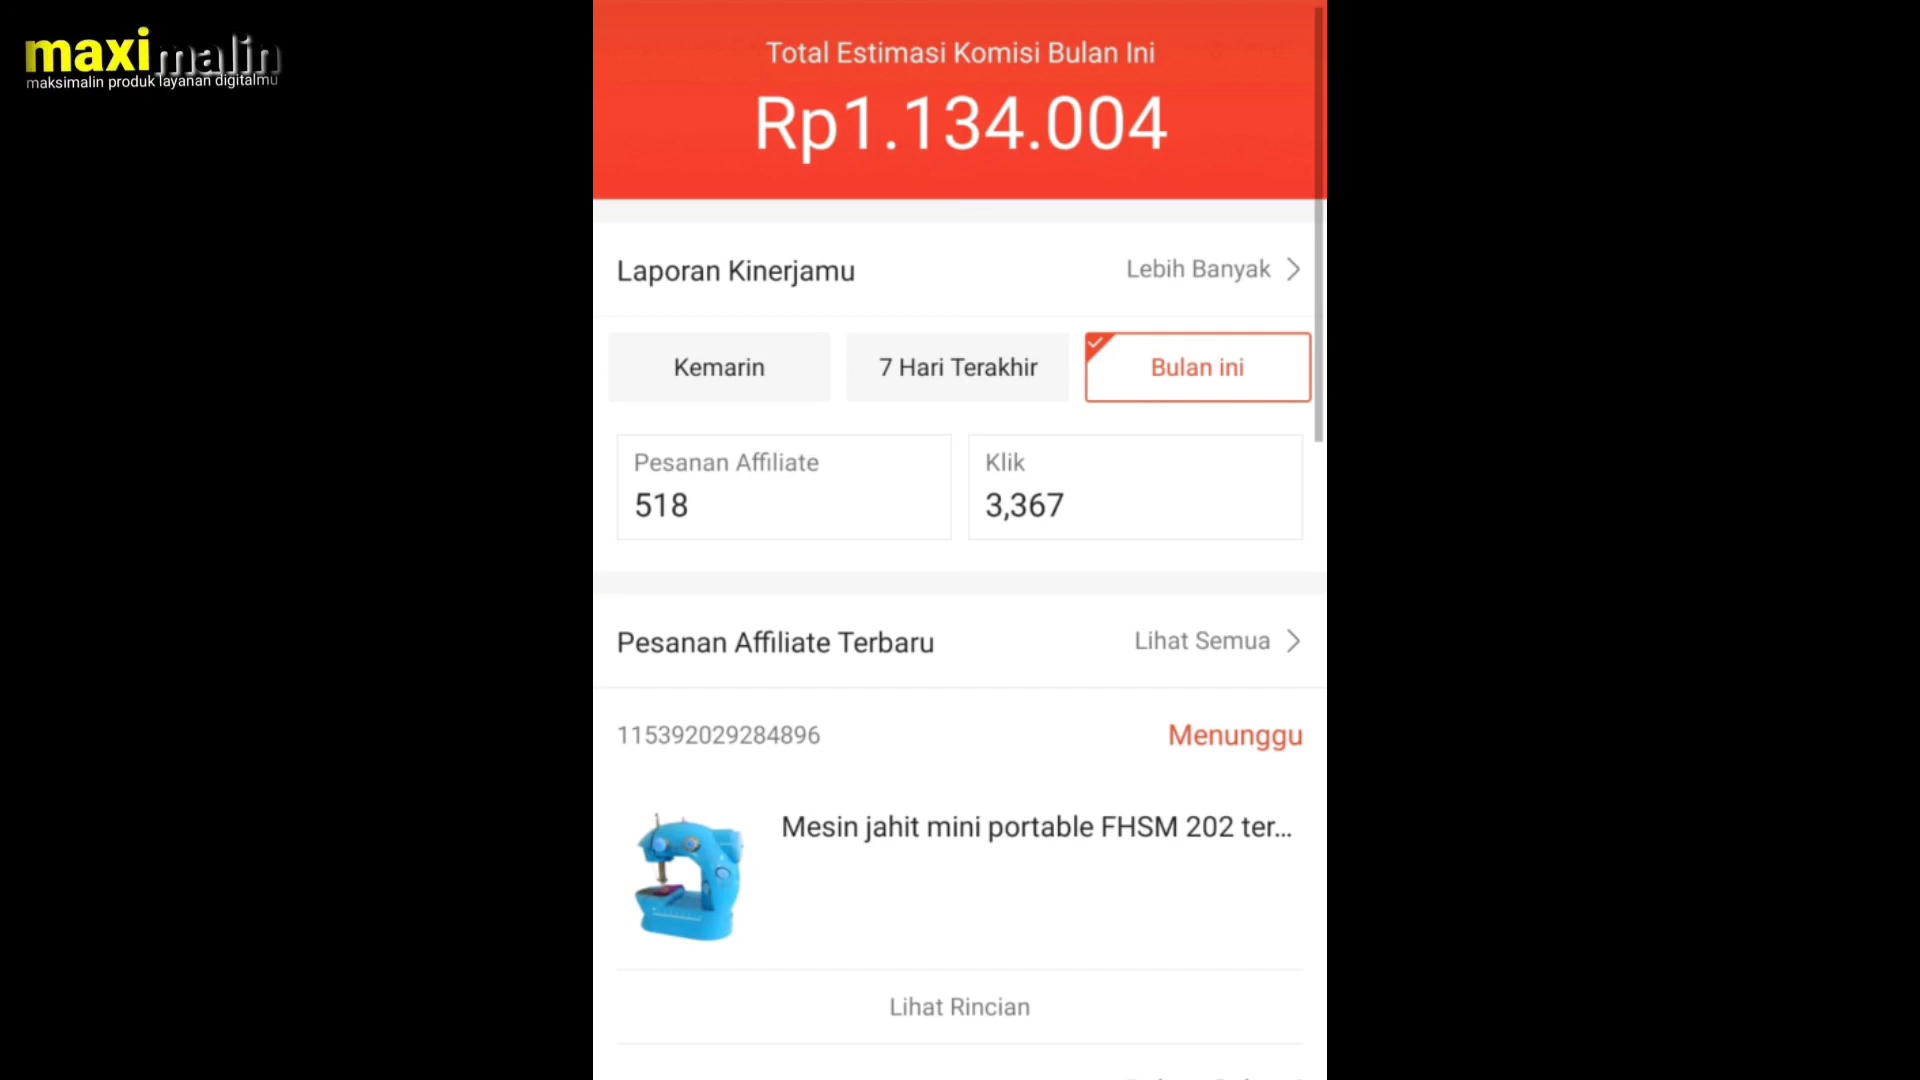 maximalin
maksimalin produk layanan digitalmu
Total Estimasi Komisi Bulan Ini
Rp1.134.004
Laporan Kinerjamu
Lebih Banyak
Kemarin
7 Hari Terakhir
Bulan ini
Pesanan Affiliate
518
Klik
3,367
Pesanan Affiliate Terbaru
Lihat Semua
115392029284896
Menunggu
Mesin jahit mini portable FHSM 202 ter...
Lihat Rincian